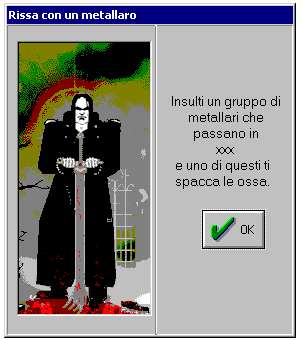 Rissa con un metallaro
Insulti un gruppo di
metallari che
passano in
xxx
e uno di questi ti
spacca le ossa.
OK